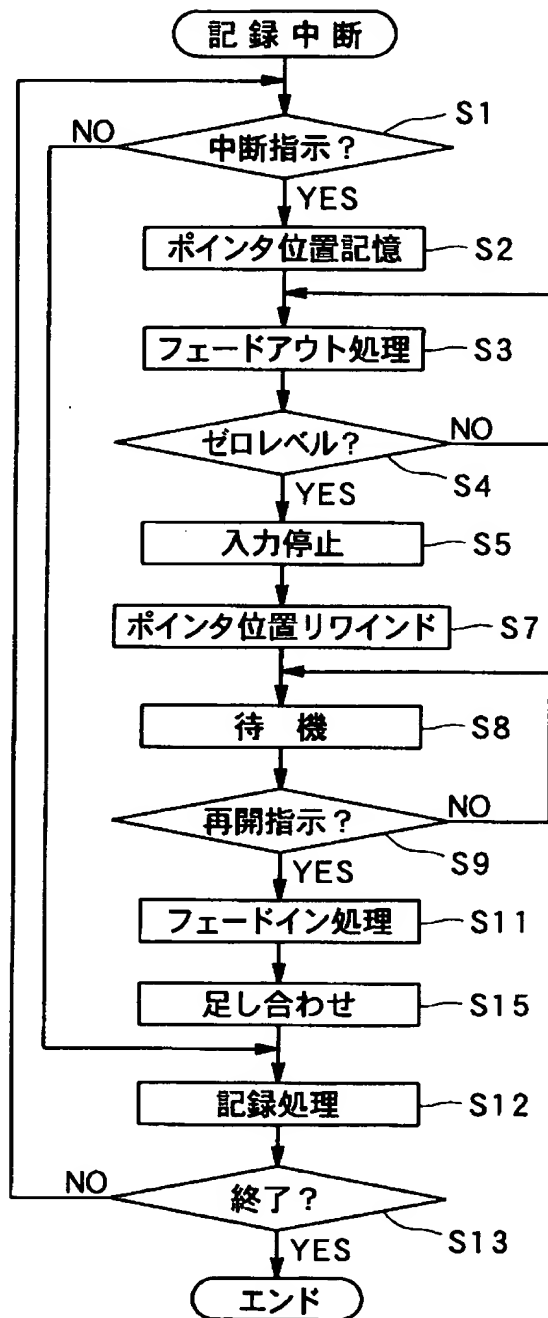 記録中断
S1
NO
中断指示?
YES
ポインタ位置記憶
S2
フェードアウト処理
S3
ゼロレベル?
NO
S4
YES
入力停止
S5
ポインタ位置リワインド
S7
待機
S8
再開指示?
NO
S9
YES
フェードイン処理
S11
足し合わせ
S15
記録処理
S12
NO
終了?
S13
YES
エンド